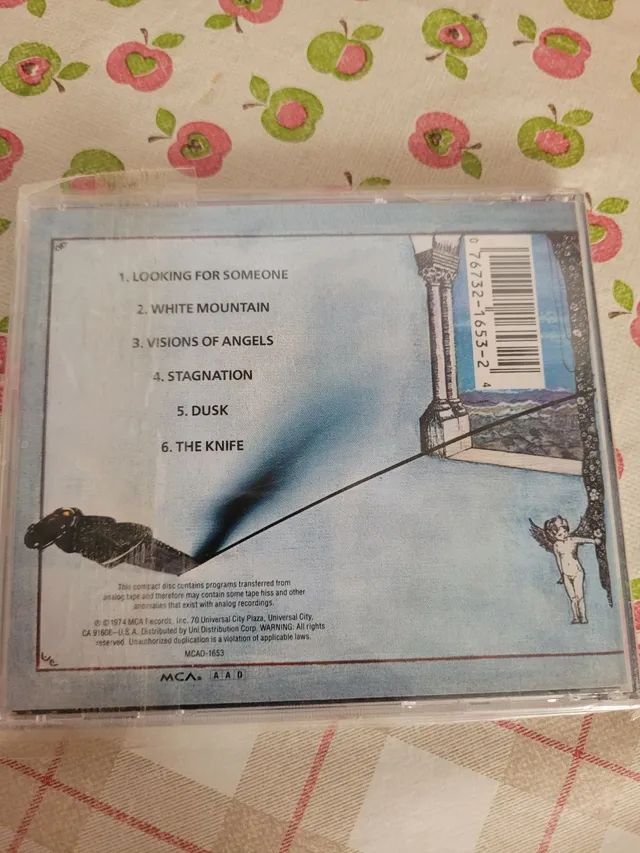 1. LOOKING FOR SOMEONE
2. WHITE MOUNTAIN
3. VISIONS OF ANGELS
4. STAGNATION
5. DUSK
6. THE KNIFE
0 76732-1653-2 4
This compact disc contains programs transferred from
analog tape and therefore may contain some tape hiss and other
anomalies that exist with analog recordings.
℗ © 1974 MCA Records, Inc. 70 Universal City Plaza, Universal City,
CA 91608–U.S.A. Distributed by Uni Distribution Corp. WARNING: All rights
reserved. Unauthorized duplication is a violation of applicable laws.
MCAD-1653
MCA® A A D